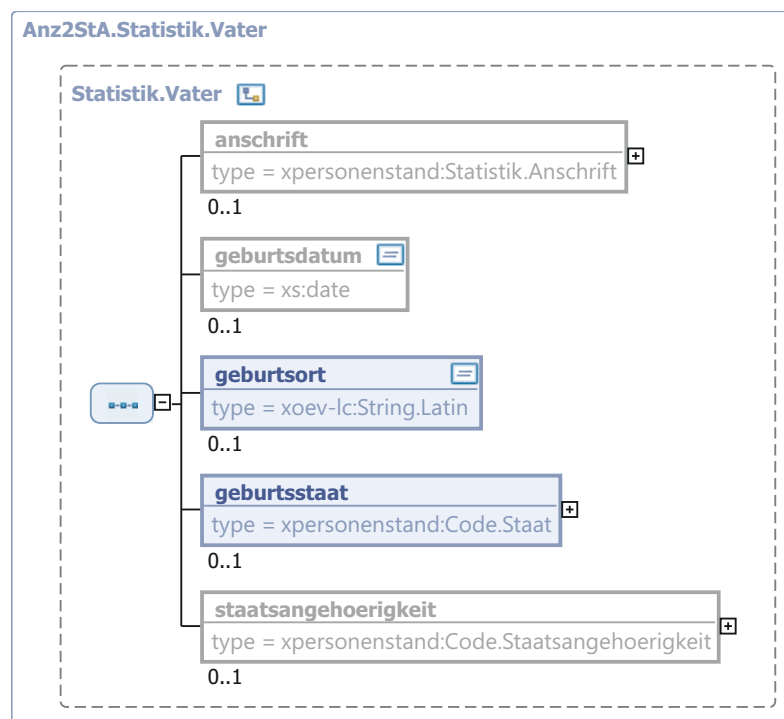 Anz2StA.Statistik.Vater
Statistik.Vater
anschrift
type = xpersonenstand:Statistik.Anschrift
0..1
geburtsdatum
type = xs:date
0..1
geburtsort
type = xoev-lc:String.Latin
0..1
geburtsstaat
type = xpersonenstand:Code.Staat
0..1
staatsangehoerigkeit
type = xpersonenstand:Code.Staatsangehoerigkeit
0..1